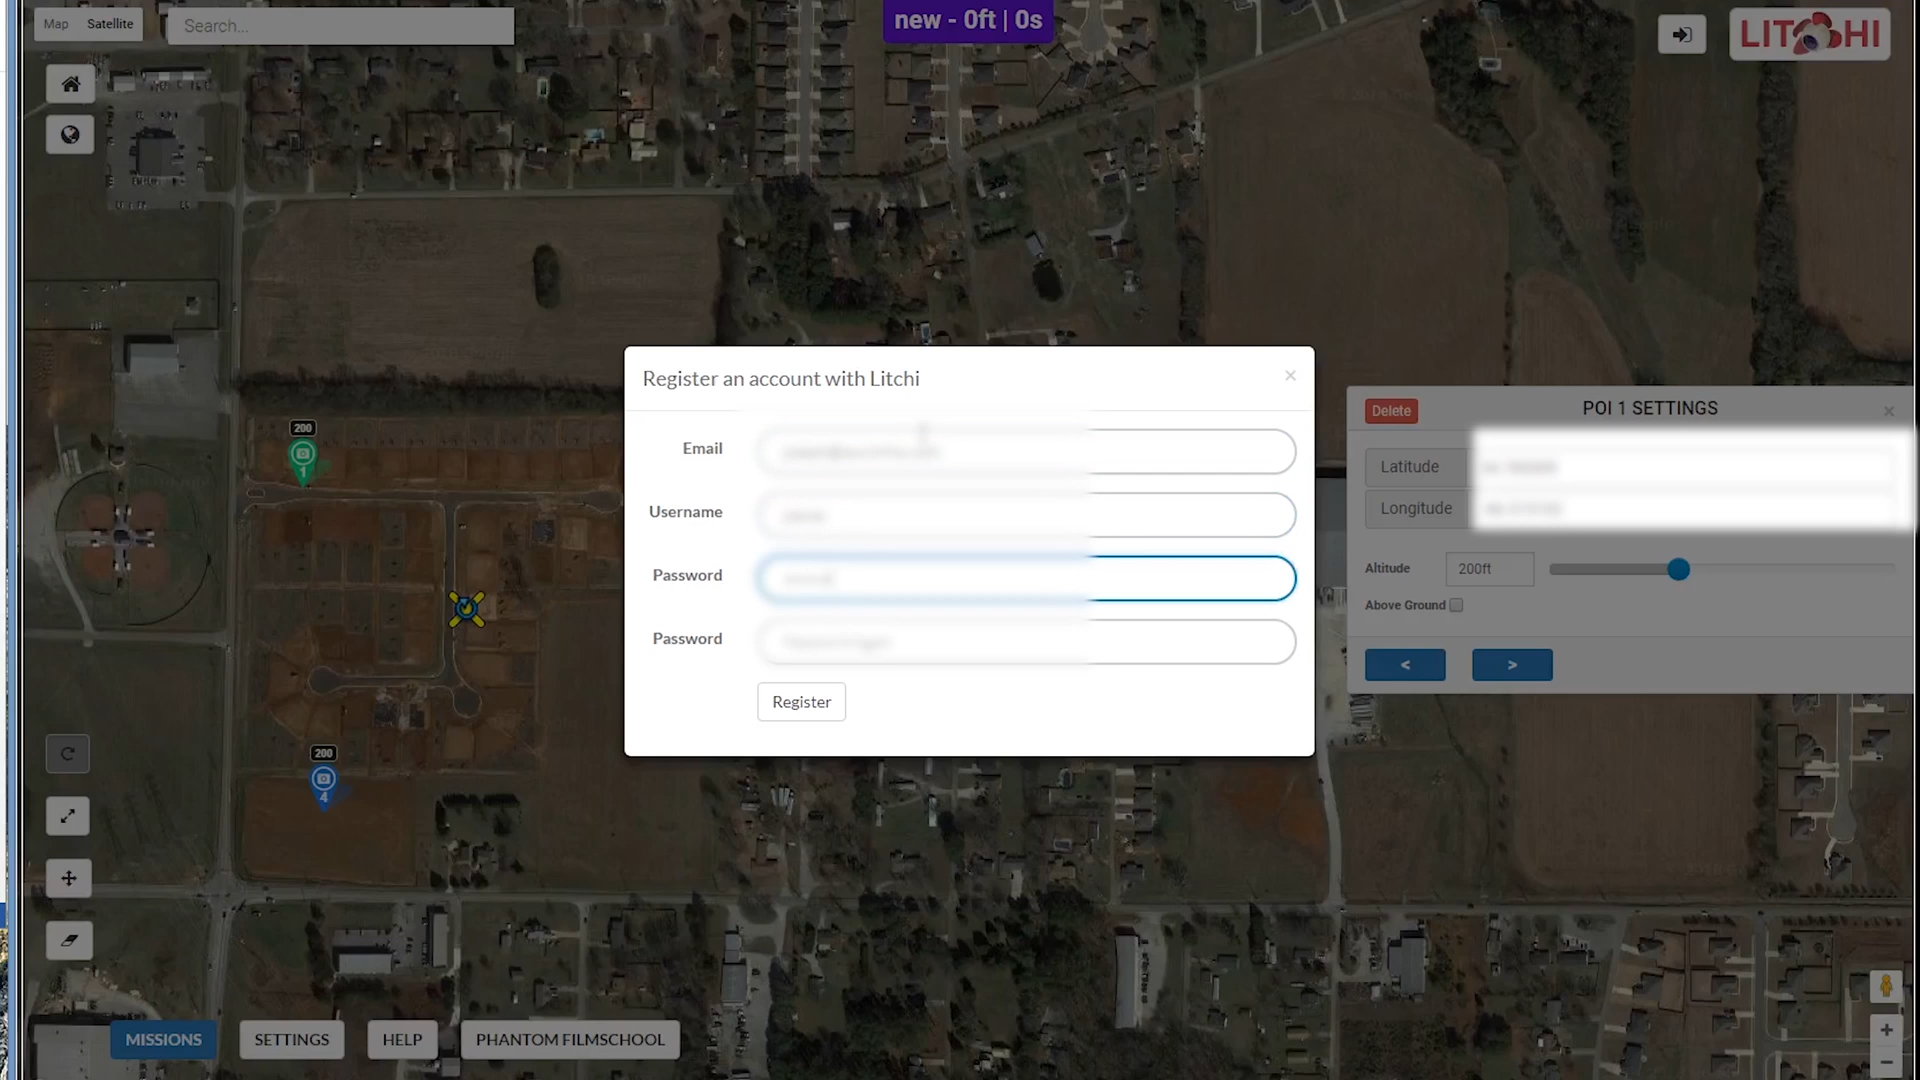 Map
Satellite
Search...
new - 0ft | 0s
LITCHI
Register an account with Litchi
×
Email
Username
Password
Password
Register
Delete
POI 1 SETTINGS
×
Latitude
Longitude
Altitude
200ft
Above Ground
<
>
200
1
200
4
MISSIONS
SETTINGS
HELP
PHANTOM FILMSCHOOL
+
−